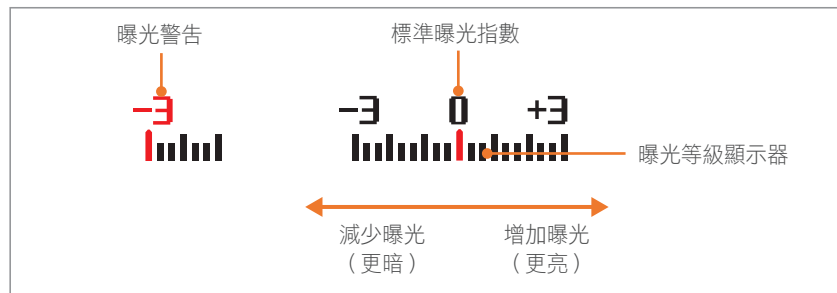 曝光警告
標準曝光指數
-3
-3 0 +3
曝光等級顯示器
減少曝光
（更暗）
增加曝光
（更亮）